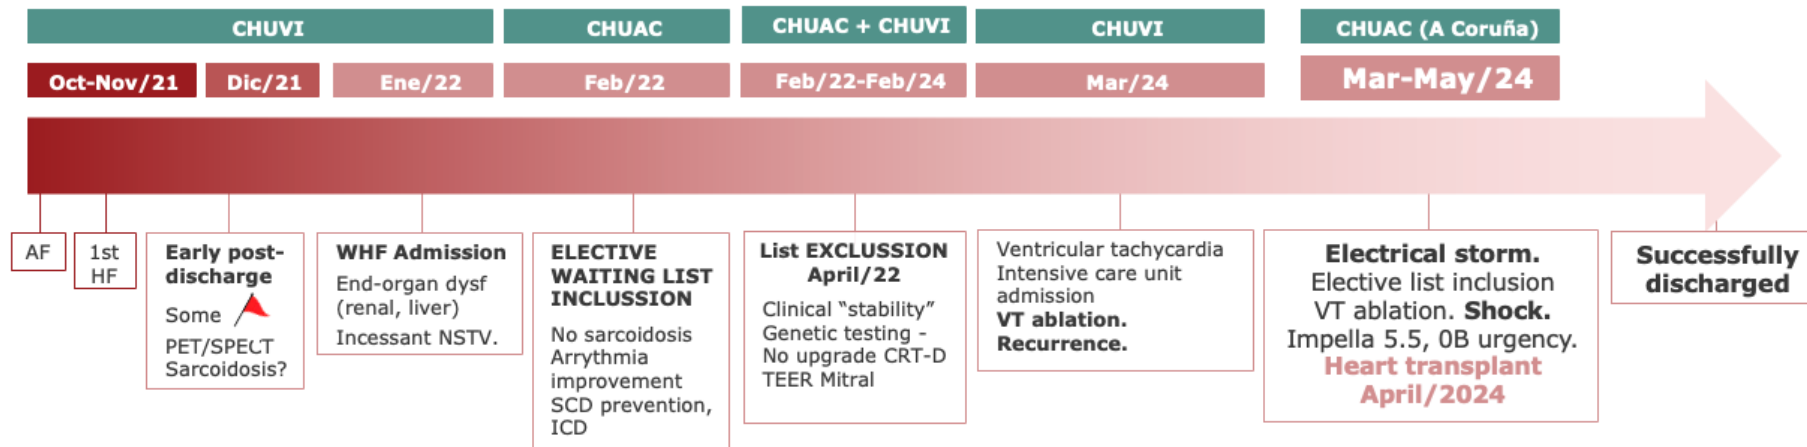 CHUVI
CHUAC
CHUAC + CHUVI
CHUVI
CHUAC (A Coruña)
Oct-Nov/21
Dic/21
Ene/22
Feb/22
Feb/22-Feb/24
Mar/24
Mar-May/24
AF
1st
HF
Early post-
discharge
Some
PET/SPECT
Sarcoidosis?
WHF Admission
End-organ dysf
(renal, liver)
Incessant NSTV.
ELECTIVE
WAITING LIST
INCLUSSION
No sarcoidosis
Arrythmia
improvement
SCD prevention,
ICD
List EXCLUSSION
April/22
Clinical “stability”
Genetic testing -
No upgrade CRT-D
TEER Mitral
Ventricular tachycardia
Intensive care unit
admission
VT ablation.
Recurrence.
Electrical storm.
Elective list inclusion
VT ablation. Shock.
Impella 5.5, 0B urgency.
Heart transplant
April/2024
Successfully
discharged